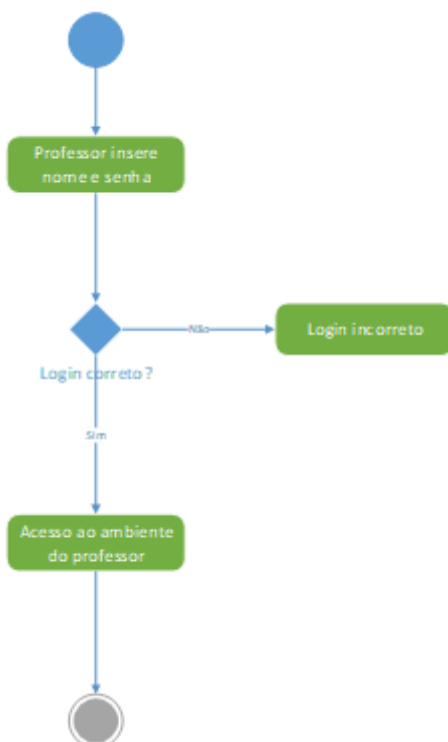 Professor insere
nome e senha
Não
Login incorreto
Login correto ?
Sim
Acesso ao ambiente
do professor